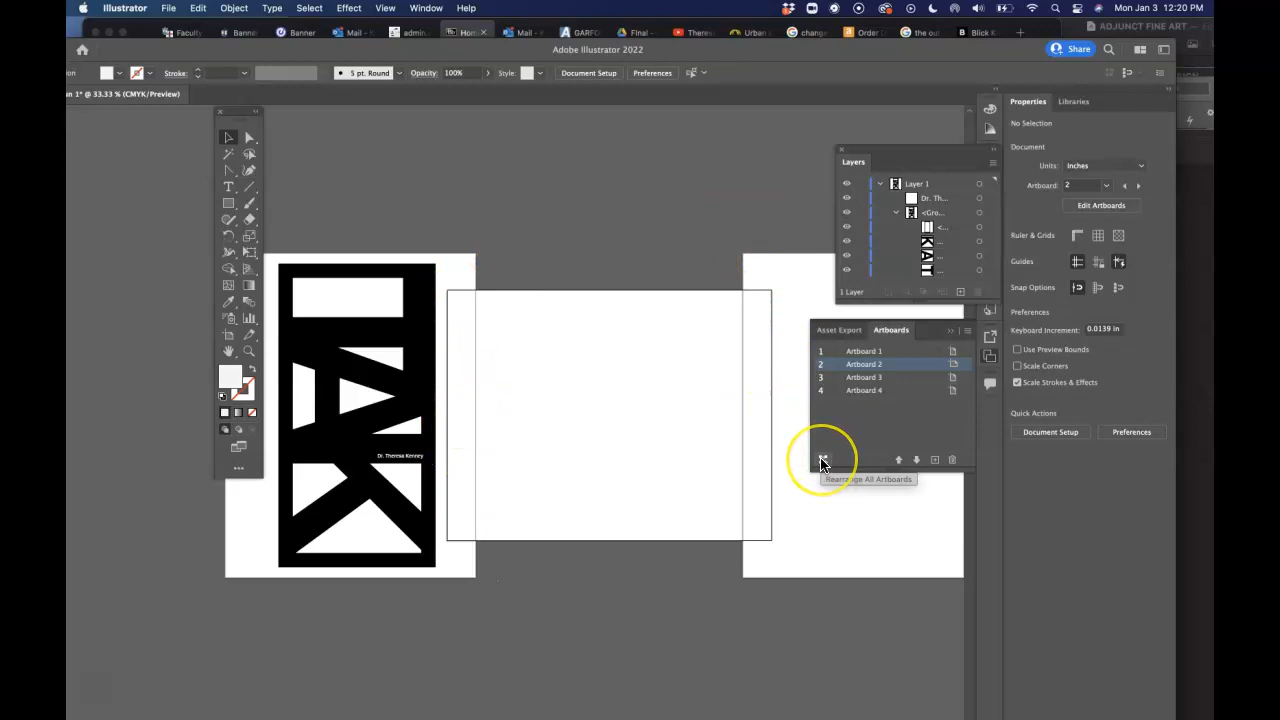 Illustrator File Edit Object Type Select Effect View Window Help
Mon Jan 3 12:20 PM
Faculty
Banner
Banner
Mail -
admin.
Hom
Mail -
GARFO
Final -
Theres
Urban
change
Order
the out
Blick K
ADJUNCT FINE ART
Adobe Illustrator 2022
Share
on
Stroke:
5 pt. Round
Opacity:
100%
Style:
Document Setup
Preferences
un 1* @ 33.33 % (CMYK/Preview)
Properties
Libraries
No Selection
Document
Units:
Inches
Artboard:
2
Edit Artboards
Ruler & Grids
Guides
Snap Options
Preferences
Keyboard Increment:
0.0139 in
Use Preview Bounds
Scale Corners
Scale Strokes & Effects
Quick Actions
Document Setup
Preferences
Layers
Layer 1
Dr. Th...
<Gro...
<...
...
...
...
1 Layer
Asset Export
Artboards
1 Artboard 1
2 Artboard 2
3 Artboard 3
4 Artboard 4
Rearrange All Artboards
Dr. Theresa Kenney